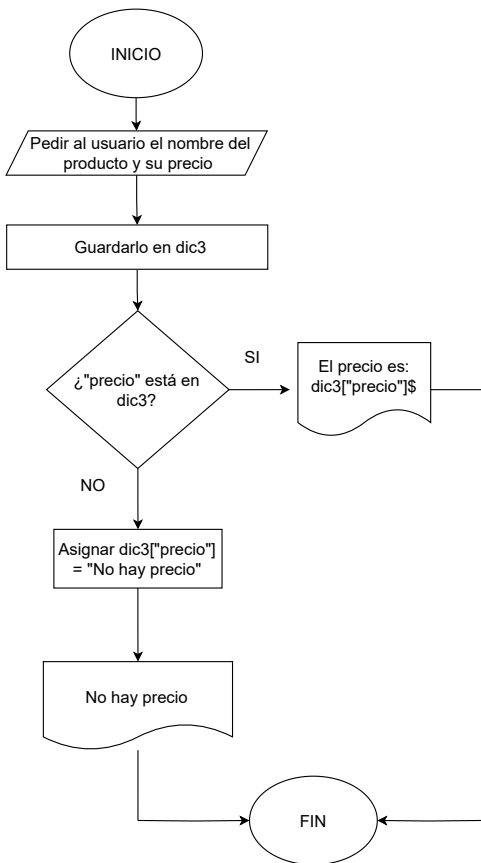 INICIO
Pedir al usuario el nombre del
producto y su precio
Guardarlo en dic3
¿"precio" está en
dic3?
SI
El precio es:
dic3["precio"]$
NO
Asignar dic3["precio"]
= "No hay precio"
No hay precio
FIN